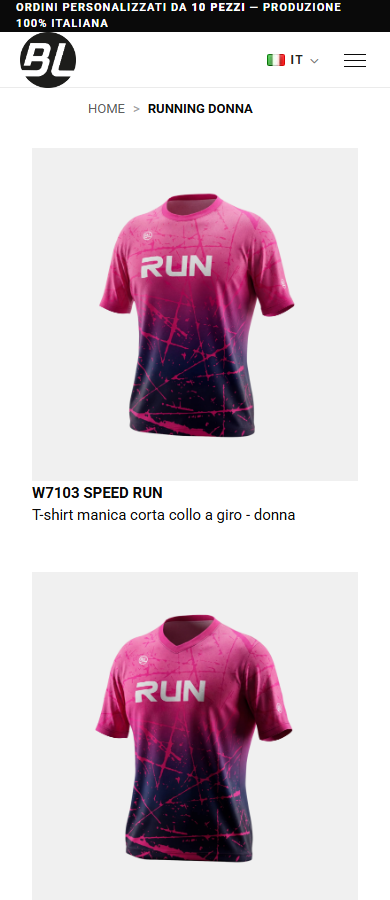 ORDINI PERSONALIZZATI DA 10 PEZZI — PRODUZIONE
100% ITALIANA
BL
IT
HOME > RUNNING DONNA
RUN
W7103 SPEED RUN
T-shirt manica corta collo a giro - donna
RUN